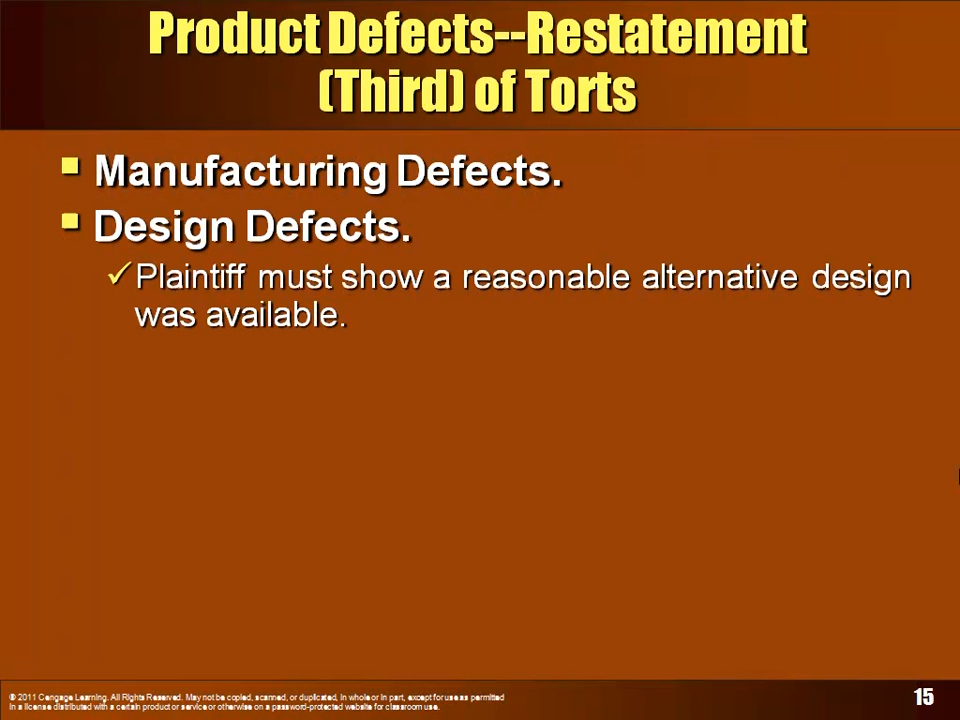 Product Defects--Restatement
(Third) of Torts
Manufacturing Defects.
Design Defects.
Plaintiff must show a reasonable alternative design
was available.
© 2011 Cengage Learning. All Rights Reserved. May not be copied, scanned, or duplicated, in whole or in part, except for use as permitted
in a license distributed with a certain product or service or otherwise on a password-protected website for classroom use.
15